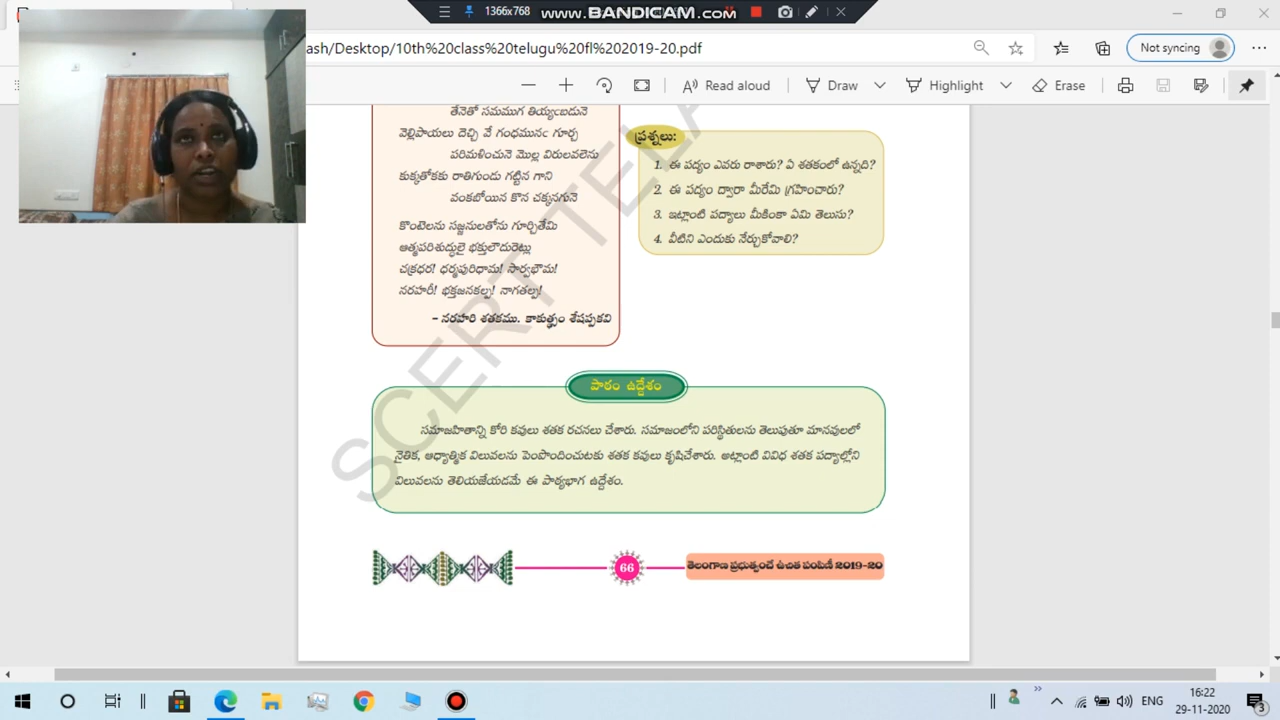 1366x768 www.BANDICAM.com
ash/Desktop/10th%20class%20telugu%20fl%202019-20.pdf
Not syncing
Read aloud
Draw
Highlight
Erase
తేనెతో సమముగ తియ్యఁబడునె
వెల్లిపాయలు దెచ్చి వే గంధమునఁ గూర్చ
పరిమళించునె మొల్ల విరులవలెను
కుక్కతోకకు రాతిగుండు గట్టిన గాని
వంకబోయిన కొన చక్కనగునె
కొంటెలను సజ్జనులతోను గూర్చితేమి
ఆత్మపరిశుద్ధులై భక్తులౌదురెట్లు
చక్రధర! ధర్మపురిధామ! సార్వభౌమ!
నరహరీ! భక్తజనకల్ప! నాగతల్ప!
– నరహరి శతకము. కాకుత్థ్సం శేషప్పకవి
ప్రశ్నలు:
1. ఈ పద్యం ఎవరు రాశారు? ఏ శతకంలో ఉన్నది?
2. ఈ పద్యం ద్వారా మీరేమి గ్రహించారు?
3. ఇట్లాంటి పద్యాలు మీకింకా ఏమి తెలుసు?
4. వీటిని ఎందుకు నేర్చుకోవాలి?
పాఠం ఉద్దేశం
సమాజహితాన్ని కోరి కవులు శతక రచనలు చేశారు. సమాజంలోని పరిస్థితులను తెలుపుతూ మానవులలో
నైతిక, ఆధ్యాత్మిక విలువలను పెంపొందించుటకు శతక కవులు కృషిచేశారు. అట్లాంటి వివిధ శతక పద్యాల్లోని
విలువలను తెలియజేయడమే ఈ పాఠ్యభాగ ఉద్దేశం.
SCERT TELA
66
తెలంగాణ ప్రభుత్వంచే ఉచిత పంపిణీ 2019-20
ENG
16:22
29-11-2020
3